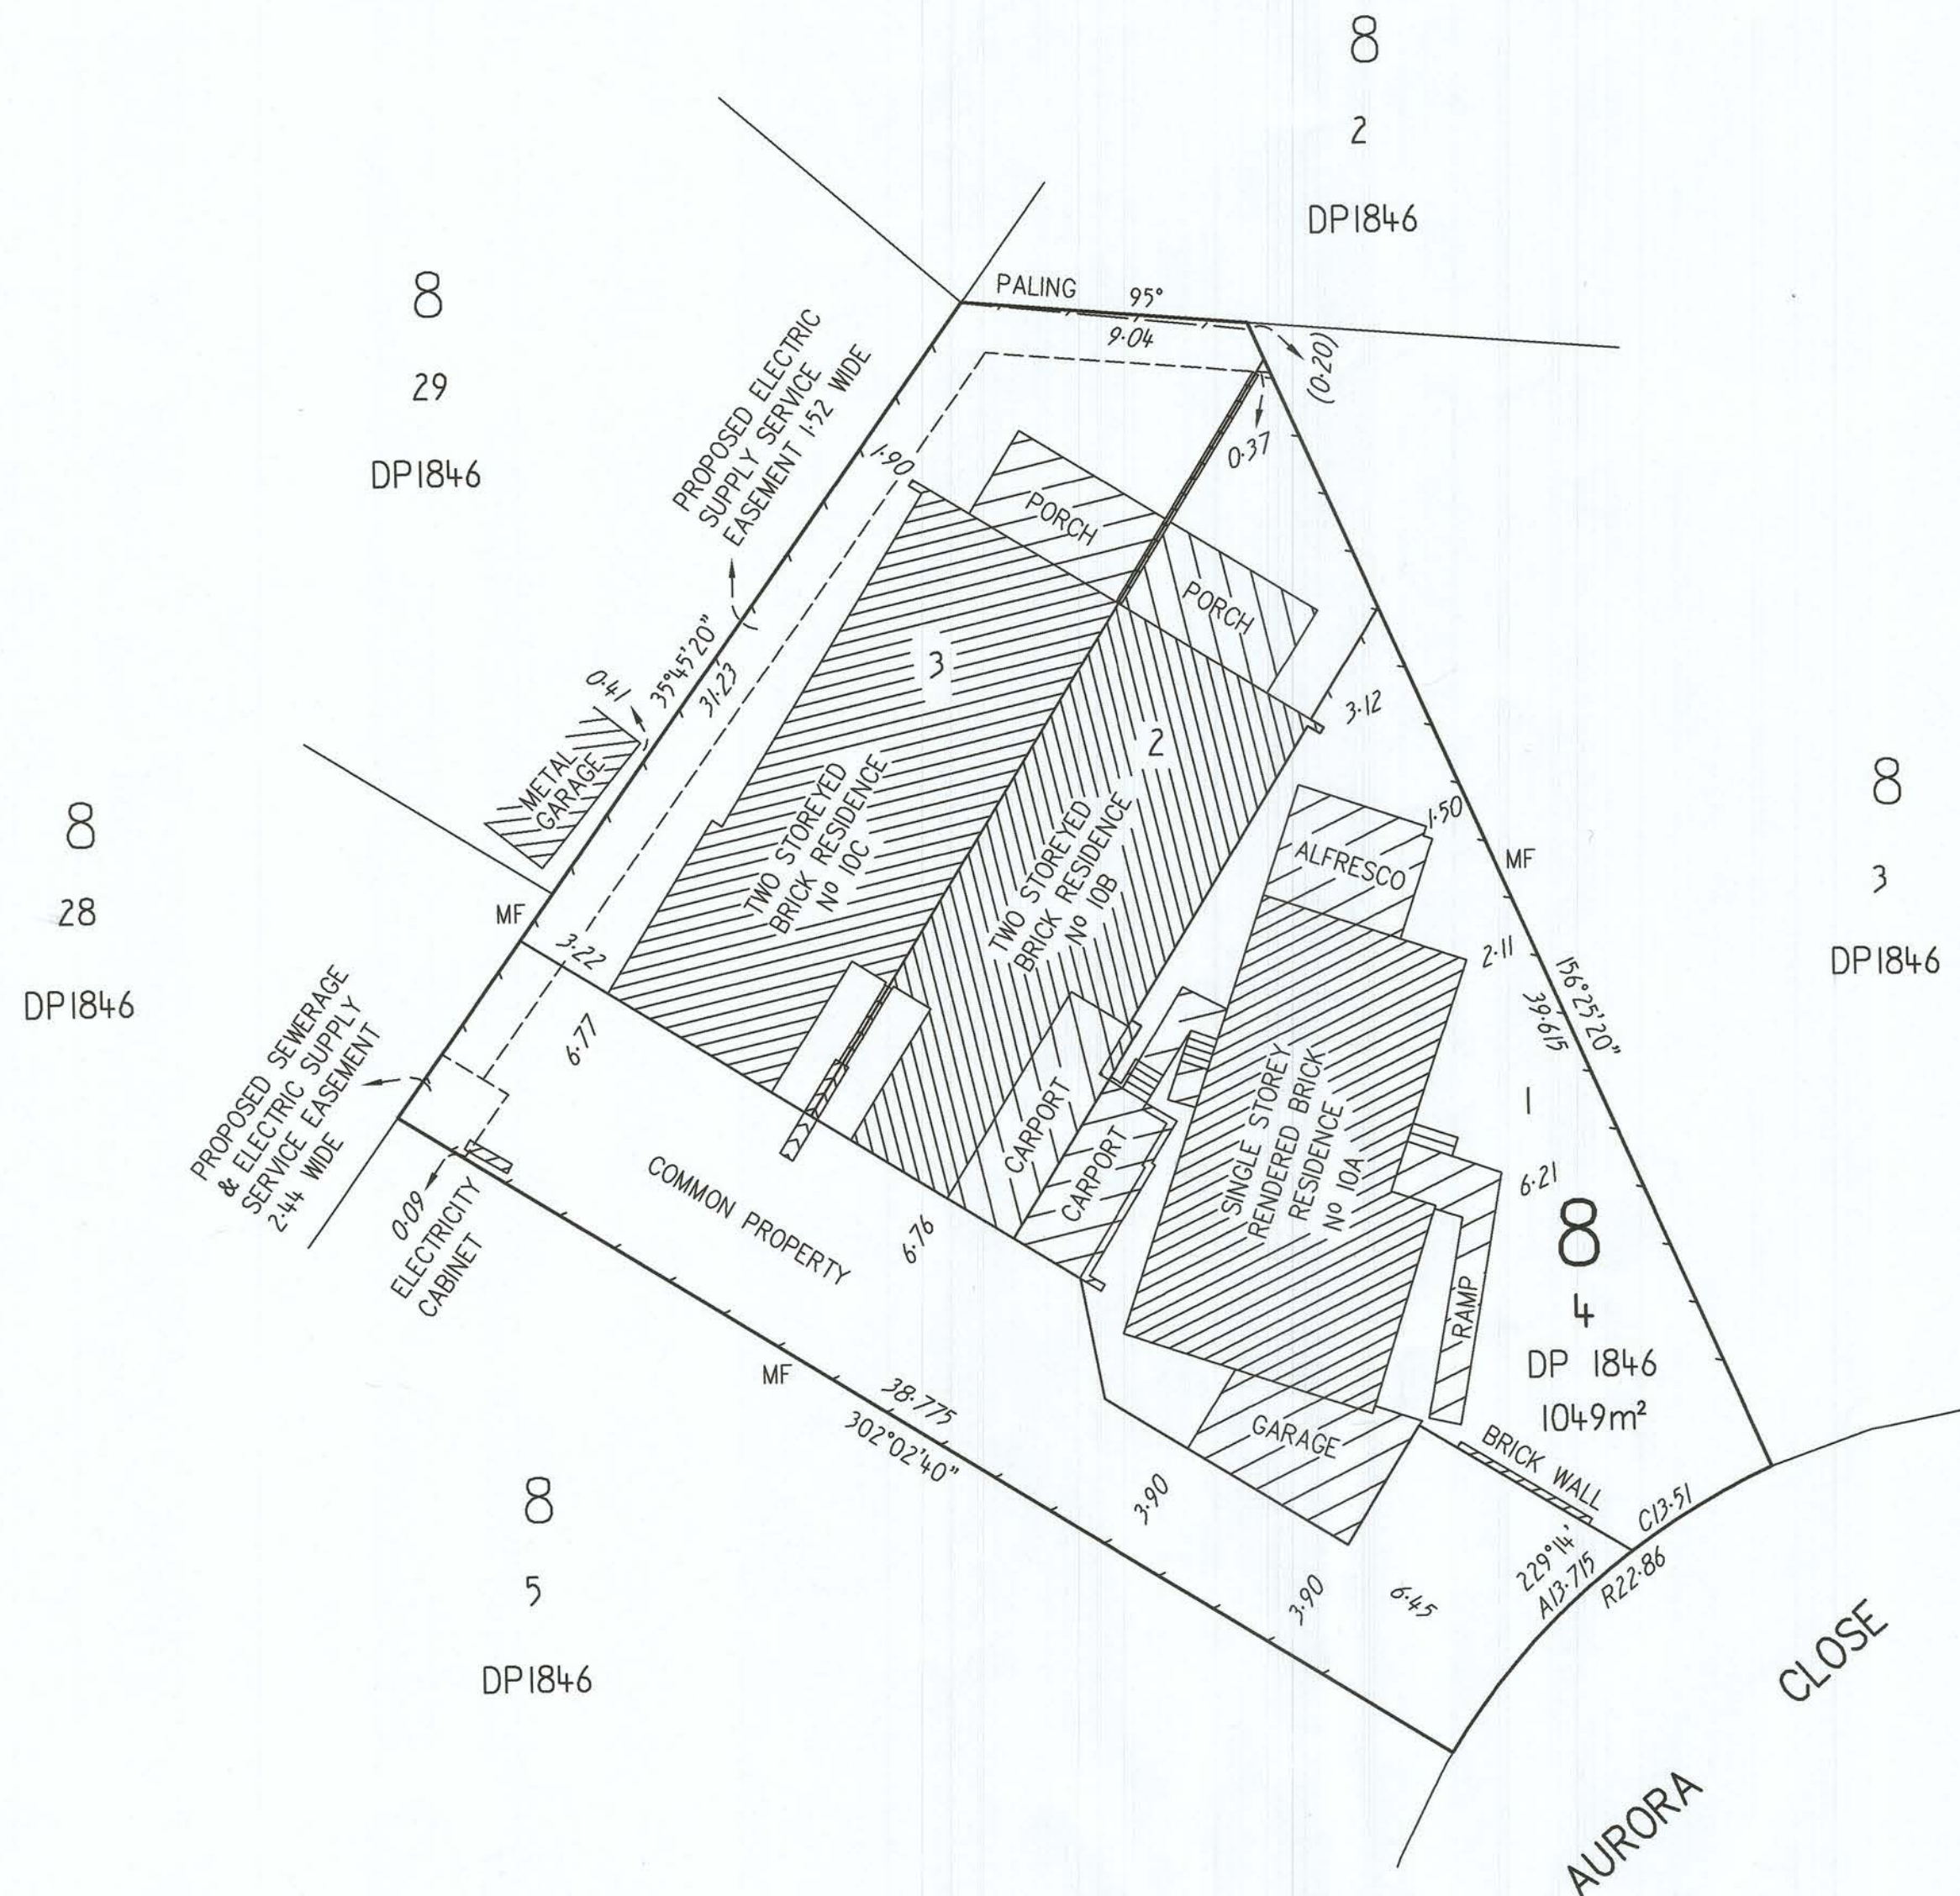 8
2
DP1846
8
29
DP1846
PALING
95°
9·04
(0·20)
PROPOSED ELECTRIC
SUPPLY SERVICE
EASEMENT 1·52 WIDE
1·90
0·37
PORCH
PORCH
3
2
0·41
35°45'20"
31·23
METAL
GARAGE
3·12
1·50
MF
8
3
DP1846
8
28
DP1846
MF
3·22
TWO STOREYED
BRICK RESIDENCE
Nº 10C
TWO STOREYED
BRICK RESIDENCE
Nº 10B
ALFRESCO
2·11
156°25'20"
39·615
PROPOSED SEWERAGE
& ELECTRIC SUPPLY
SERVICE EASEMENT
2·44 WIDE
6·77
0·09
ELECTRICITY
CABINET
COMMON PROPERTY
6·76
CARPORT
CARPORT
SINGLE STOREY
RENDERED BRICK
RESIDENCE
Nº 10A
1
6·21
8
4
DP 1846
1049m²
RAMP
GARAGE
BRICK WALL
MF
38·775
302°02'40"
3·90
3·90
6·45
229°14'
A13·715
C13·51
R22·86
8
5
DP1846
AURORA CLOSE